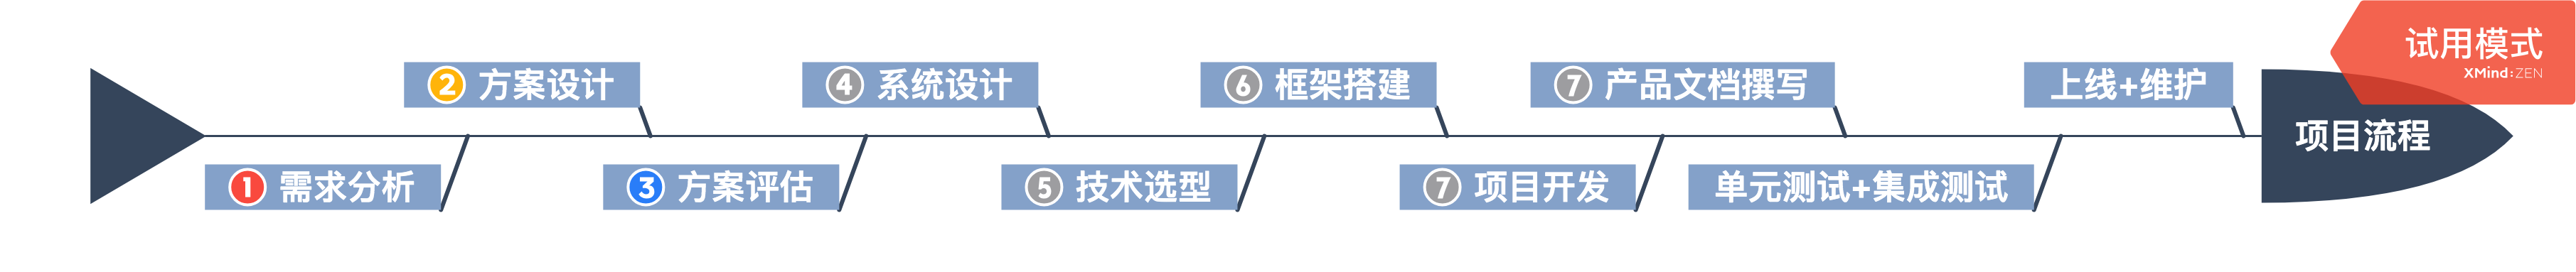 ① 需求分析
② 方案设计
③ 方案评估
④ 系统设计
⑤ 技术选型
⑥ 框架搭建
⑦ 项目开发
⑦ 产品文档撰写
单元测试+集成测试
上线+维护
项目流程
试用模式
XMind:ZEN